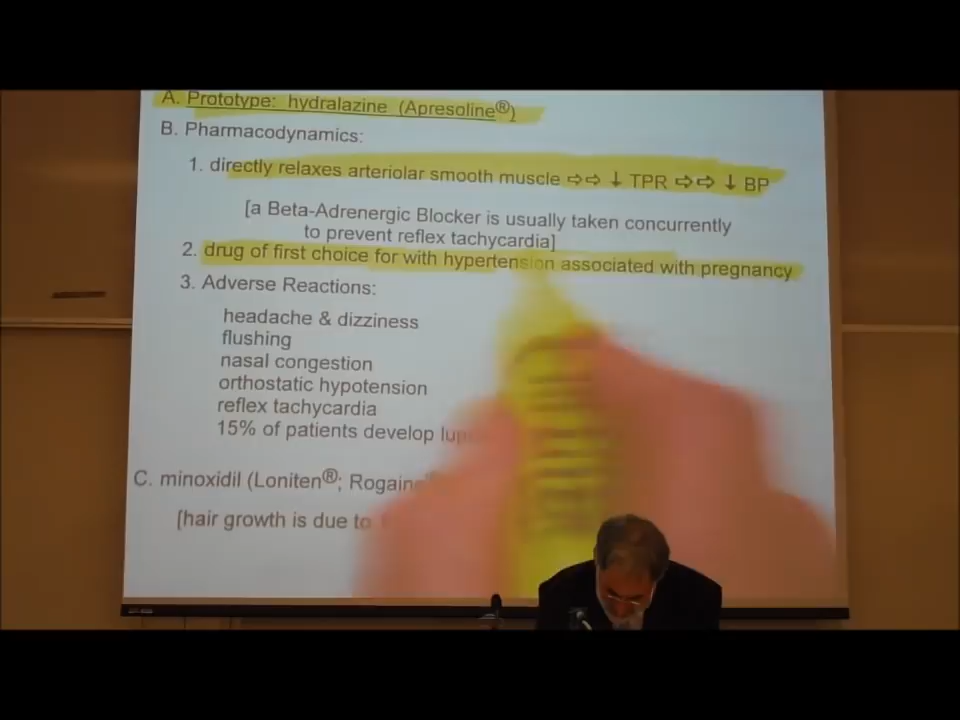 A. Prototype: hydralazine (Apresoline®)
B. Pharmacodynamics:
1. directly relaxes arteriolar smooth muscle ⇨⇨ ↓ TPR ⇨⇨ ↓ BP
[a Beta-Adrenergic Blocker is usually taken concurrently
to prevent reflex tachycardia]
2. drug of first choice for with hypertension associated with pregnancy
3. Adverse Reactions:
headache & dizziness
flushing
nasal congestion
orthostatic hypotension
reflex tachycardia
15% of patients develop
C. minoxidil (Loniten®; Rogaine
[hair growth is due to